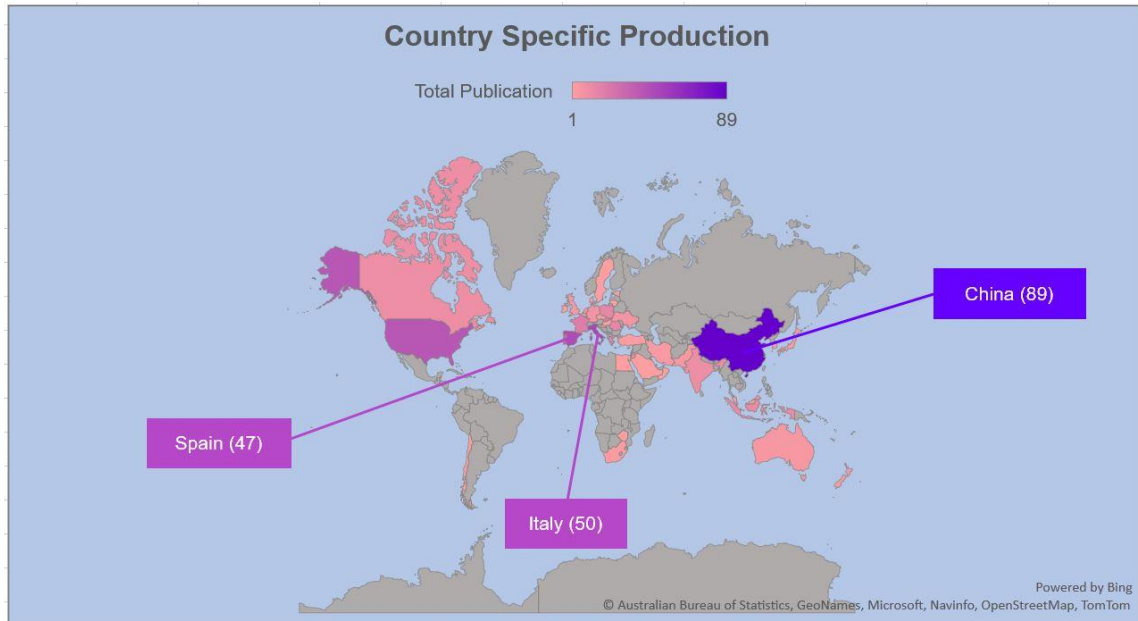 Country Specific Production
Total Publication
1 89
China (89)
Spain (47)
Italy (50)
Powered by Bing
© Australian Bureau of Statistics, GeoNames, Microsoft, Navinfo, OpenStreetMap, TomTom